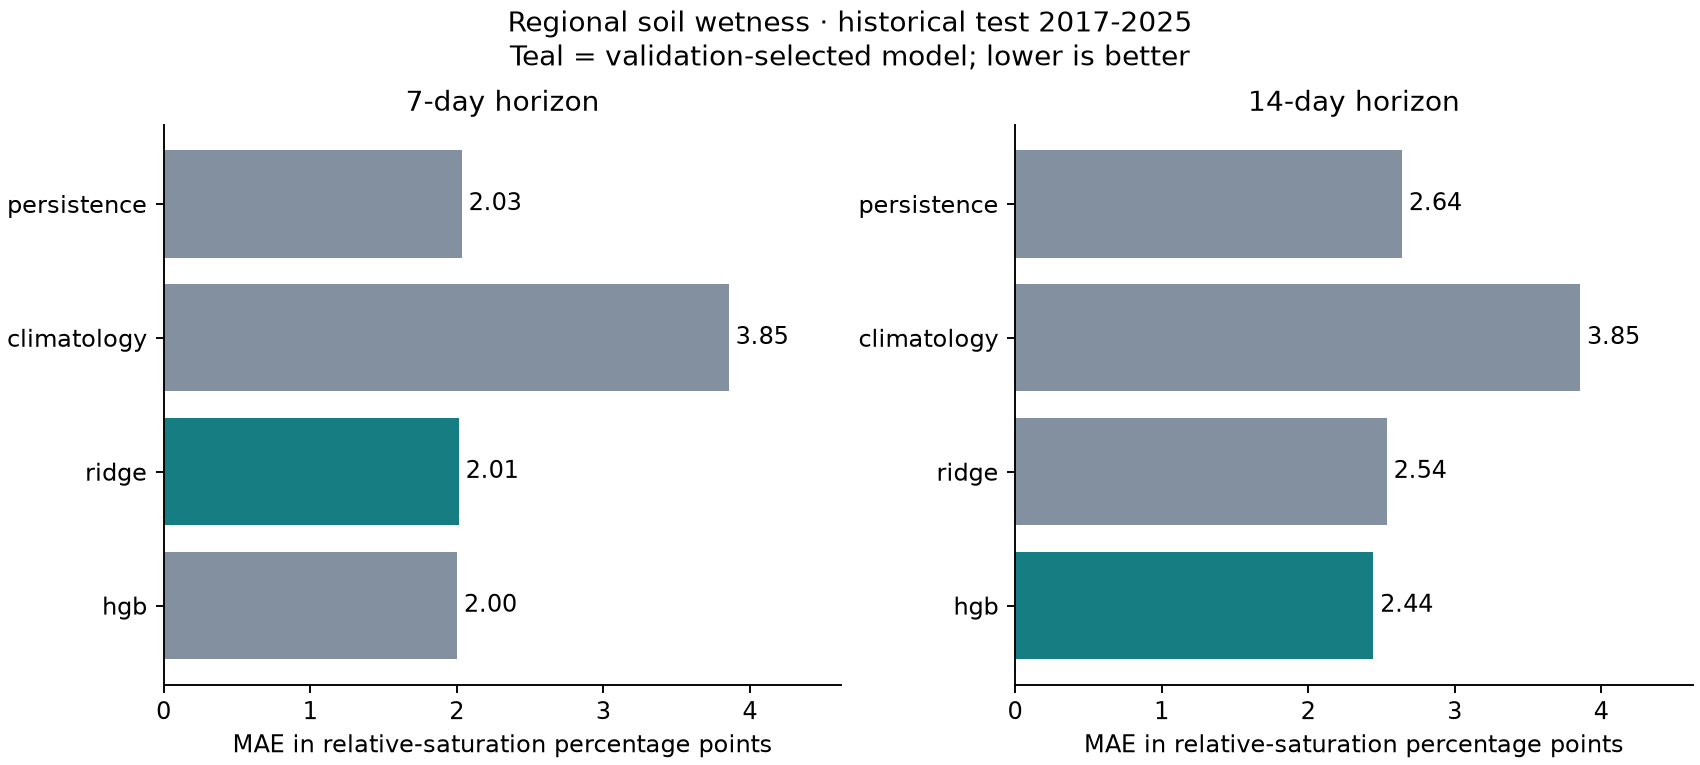 Regional soil wetness · historical test 2017-2025
Teal = validation-selected model; lower is better
7-day horizon
persistence
2.03
climatology
3.85
ridge
2.01
hgb
2.00
0 1 2 3 4
MAE in relative-saturation percentage points
14-day horizon
persistence
2.64
climatology
3.85
ridge
2.54
hgb
2.44
0 1 2 3 4
MAE in relative-saturation percentage points